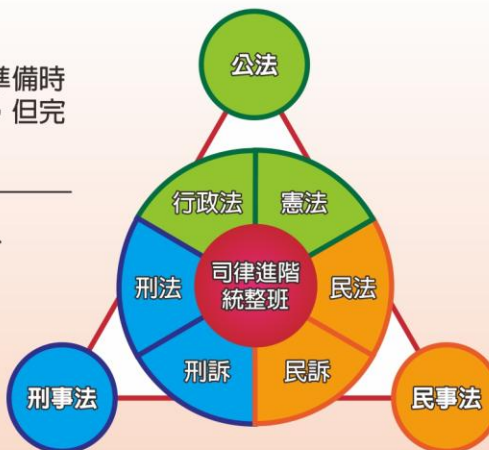 準備時
，但完
公法
行政法
憲法
刑法
司律進階
統整班
民法
刑訴
民訴
刑事法
民事法